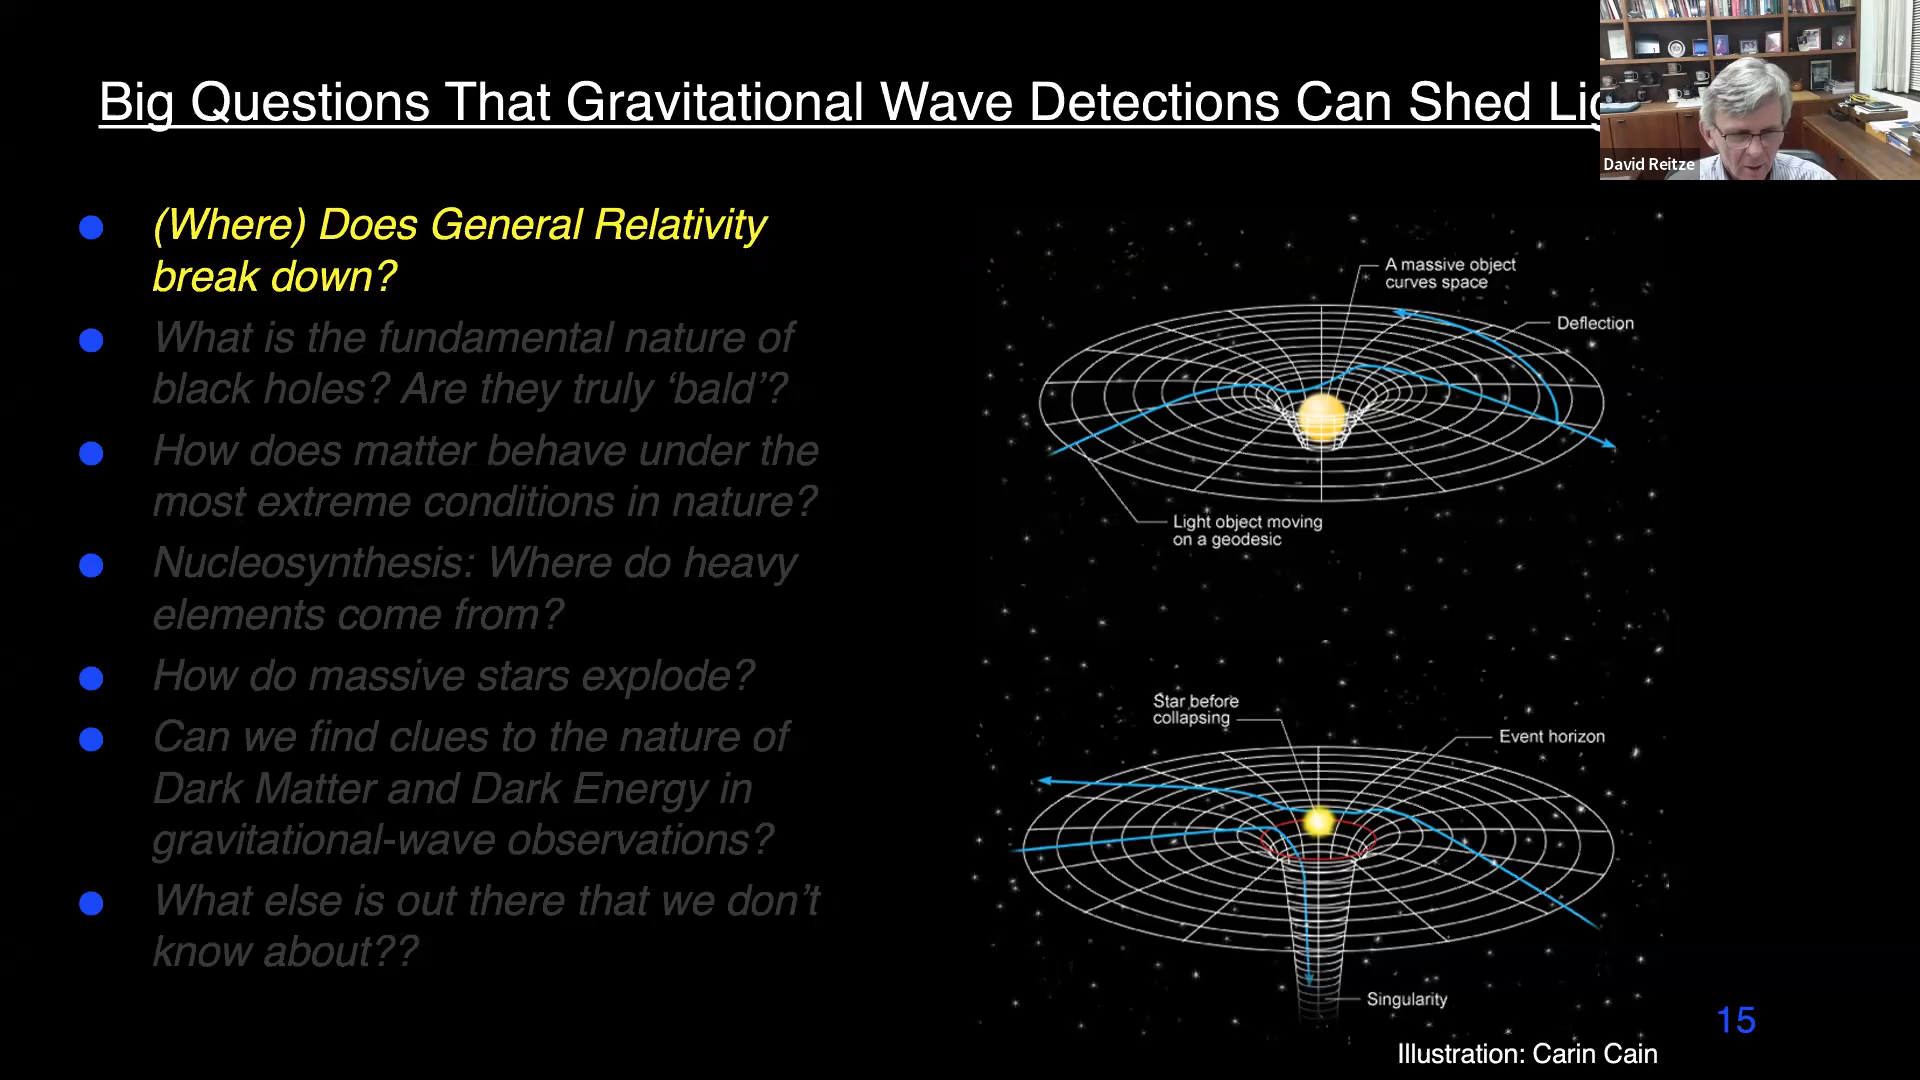 Big Questions That Gravitational Wave Detections Can Shed
David Reitze
(Where) Does General Relativity
break down?
What is the fundamental nature of
black holes? Are they truly ‘bald’?
How does matter behave under the
most extreme conditions in nature?
Nucleosynthesis: Where do heavy
elements come from?
How do massive stars explode?
Can we find clues to the nature of
Dark Matter and Dark Energy in
gravitational-wave observations?
What else is out there that we don’t
know about??
A massive object
curves space
Deflection
Light object moving
on a geodesic
Star before
collapsing
Event horizon
Singularity
15
Illustration: Carin Cain